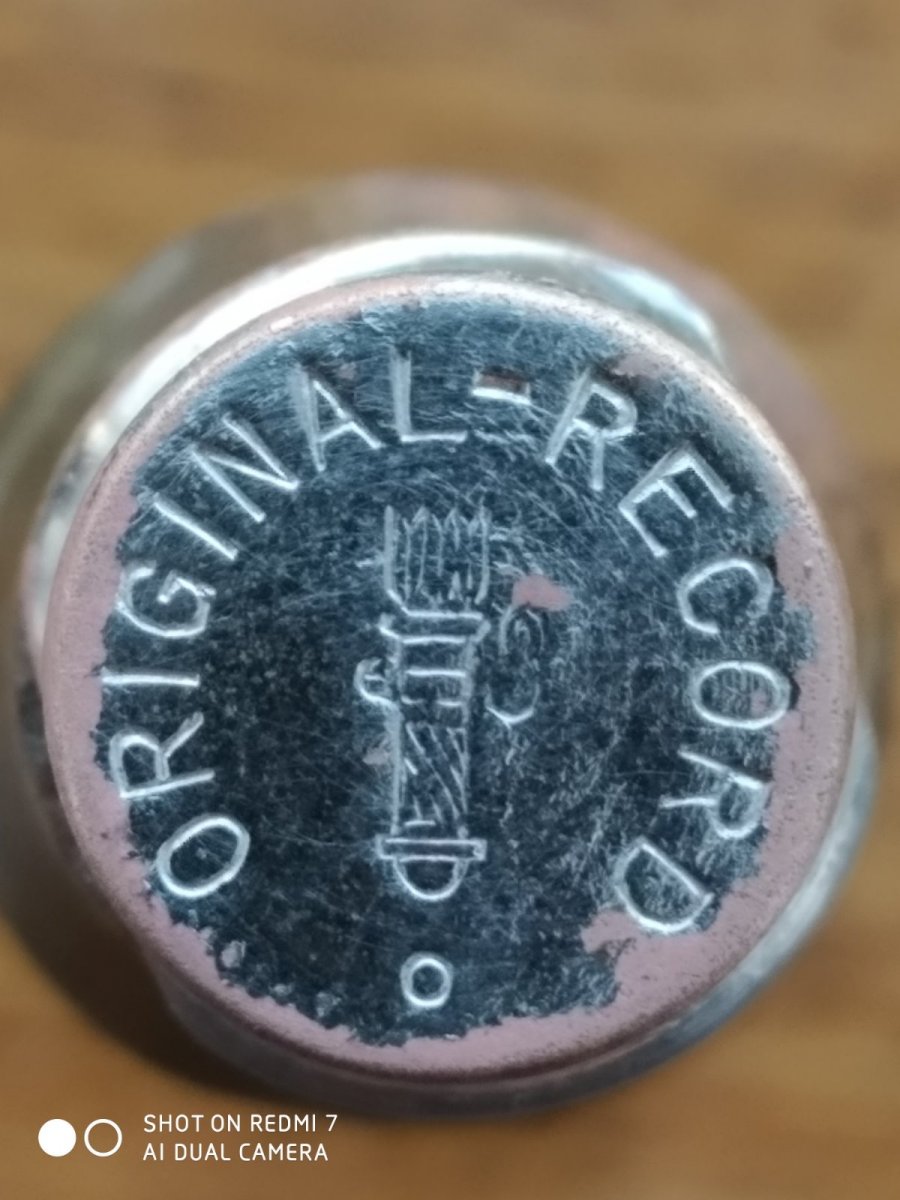 ORIGINAL-RECORD
SHOT ON REDMI 7
AI DUAL CAMERA